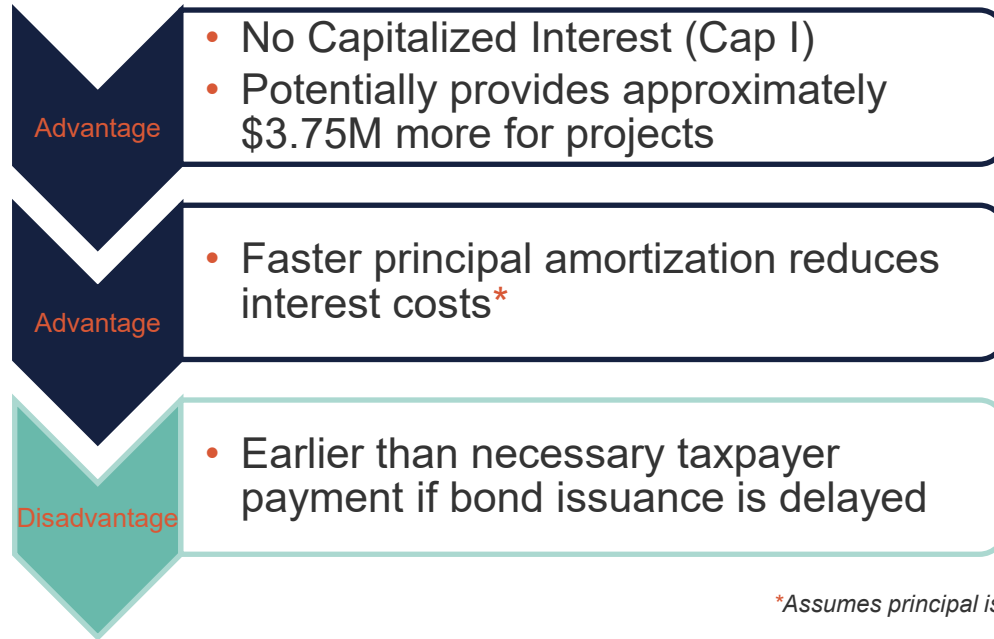 Advantage
• No Capitalized Interest (Cap I)
• Potentially provides approximately
$3.75M more for projects
Advantage
• Faster principal amortization reduces
interest costs*
Disadvantage
• Earlier than necessary taxpayer
payment if bond issuance is delayed
*Assumes principal is